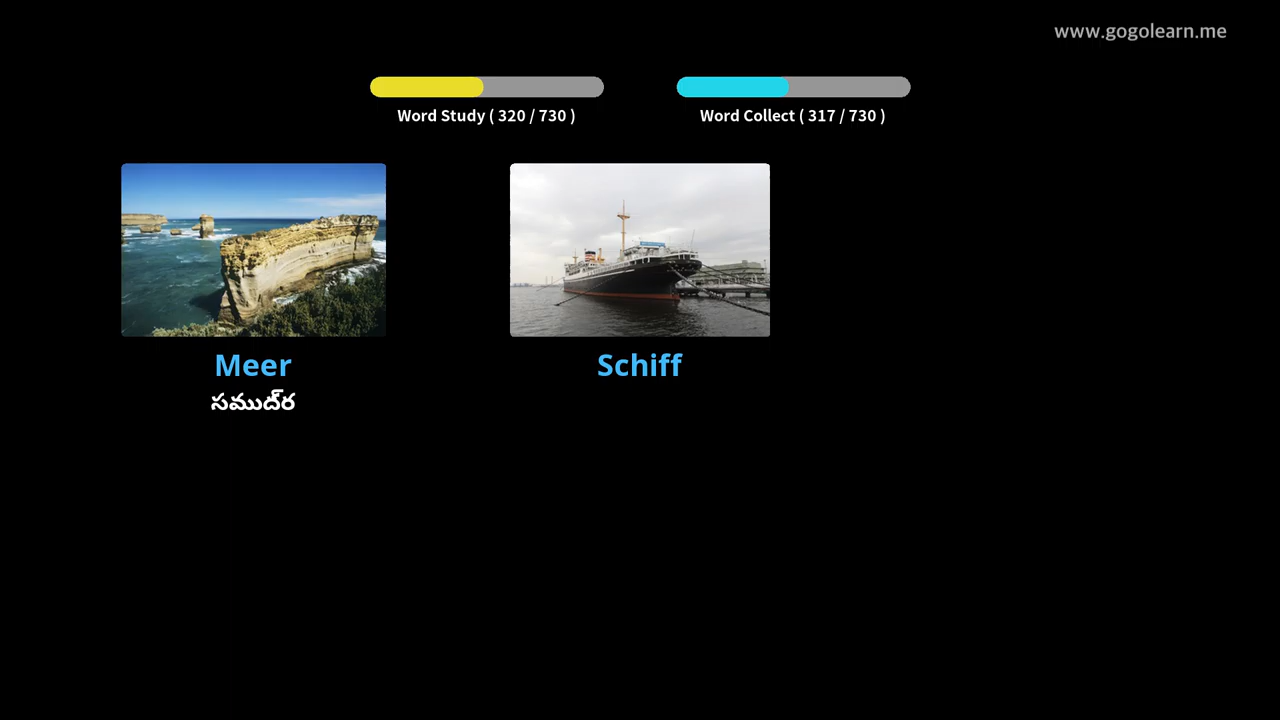 www.gogolearn.me
Word Study ( 320 / 730 )
Word Collect ( 317 / 730 )
Meer
Schiff
సముద్ర